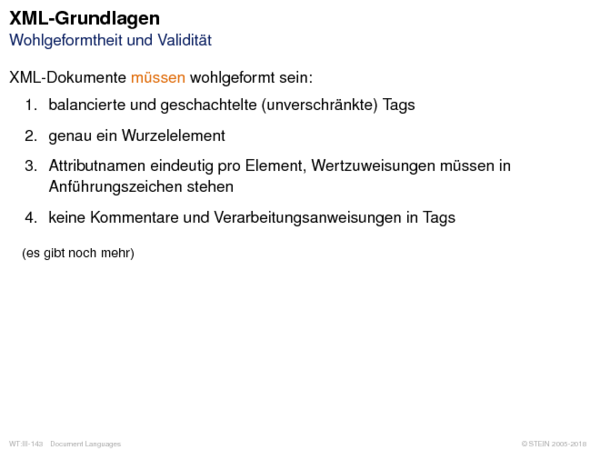 XML-Grundlagen
Wohlgeformtheit und Validität
XML-Dokumente müssen wohlgeformt sein:
1. balancierte und geschachtelte (unverschränkte) Tags
2. genau ein Wurzelelement
3. Attributnamen eindeutig pro Element, Wertzuweisungen müssen in
Anführungszeichen stehen
4. keine Kommentare und Verarbeitungsanweisungen in Tags
(es gibt noch mehr)
WT:III-143 Document Languages
© STEIN 2005-2018